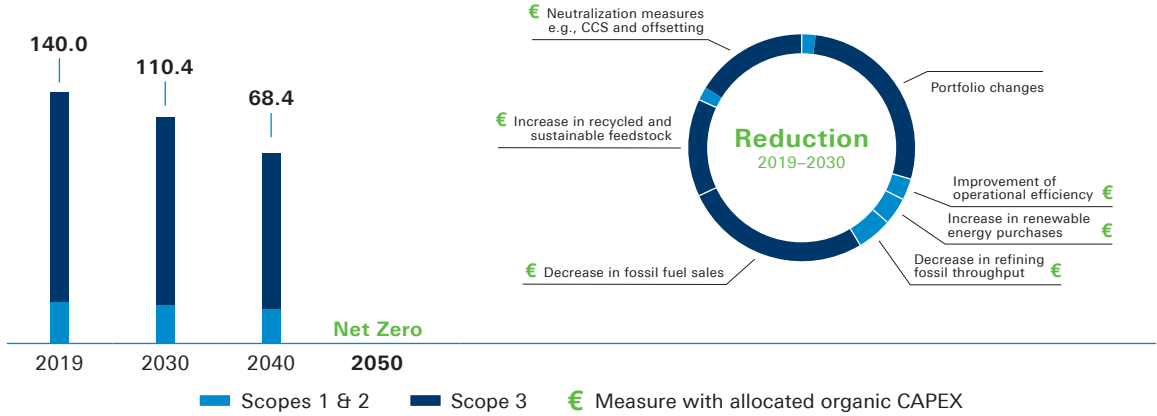 140.0
110.4
68.4
Net Zero
2019
2030
2040
2050
€ Neutralization measures
e.g., CCS and offsetting
Portfolio changes
€ Increase in recycled and
sustainable feedstock
Reduction
2019–2030
Improvement of
operational efficiency €
Increase in renewable
energy purchases €
Decrease in refining
fossil throughput €
€ Decrease in fossil fuel sales
Scopes 1 & 2
Scope 3
€ Measure with allocated organic CAPEX